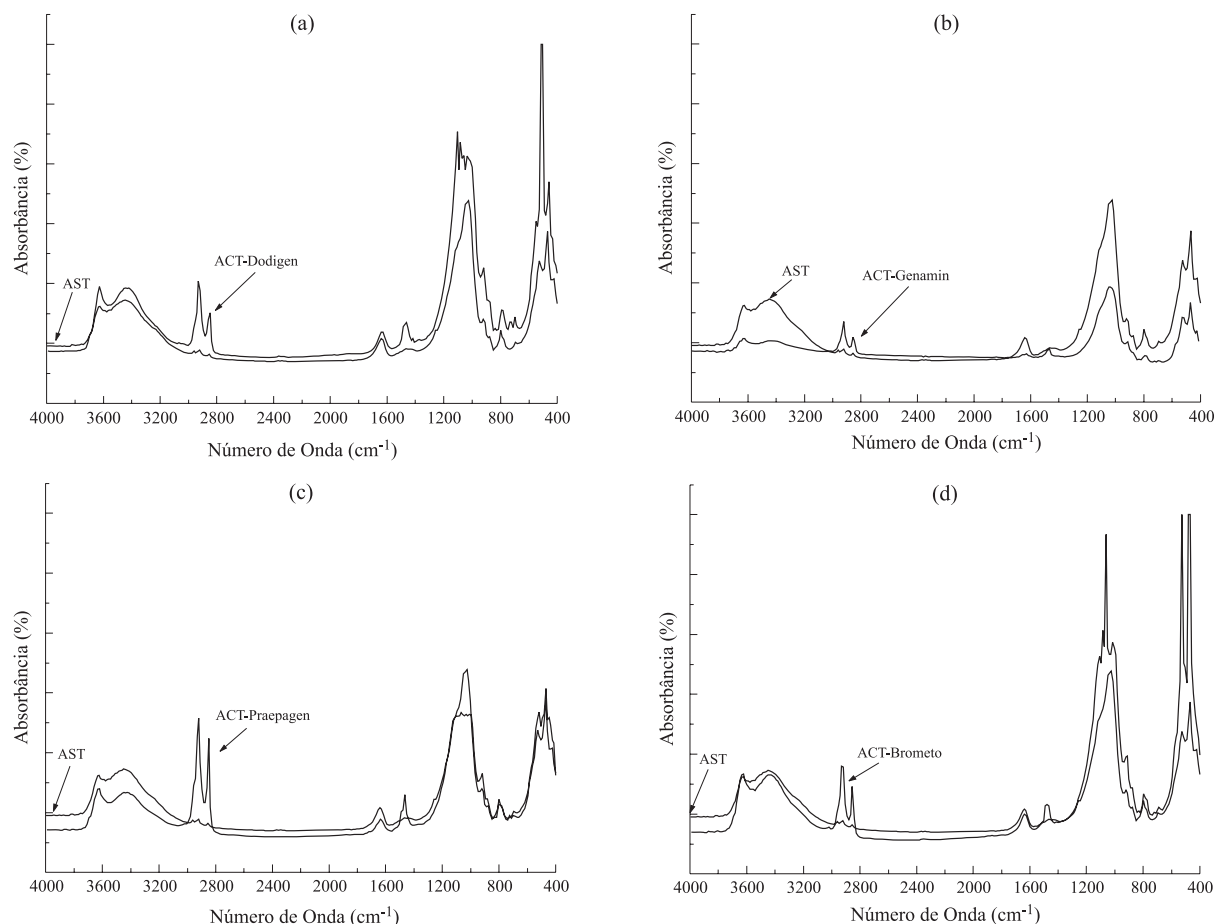 (a)
Absorbância (%)
AST
ACT-Dodigen
4000 3600 3200 2800 2400 2000 1600 1200 800 400
Número de Onda (cm⁻¹)
(b)
Absorbância (%)
AST
ACT-Genamin
4000 3600 3200 2800 2400 2000 1600 1200 800 400
Número de Onda (cm⁻¹)
(c)
Absorbância (%)
AST
ACT-Praepagen
4000 3600 3200 2800 2400 2000 1600 1200 800 400
Número de Onda (cm⁻¹)
(d)
Absorbância (%)
AST
ACT-Brometo
4000 3600 3200 2800 2400 2000 1600 1200 800 400
Número de Onda (cm⁻¹)